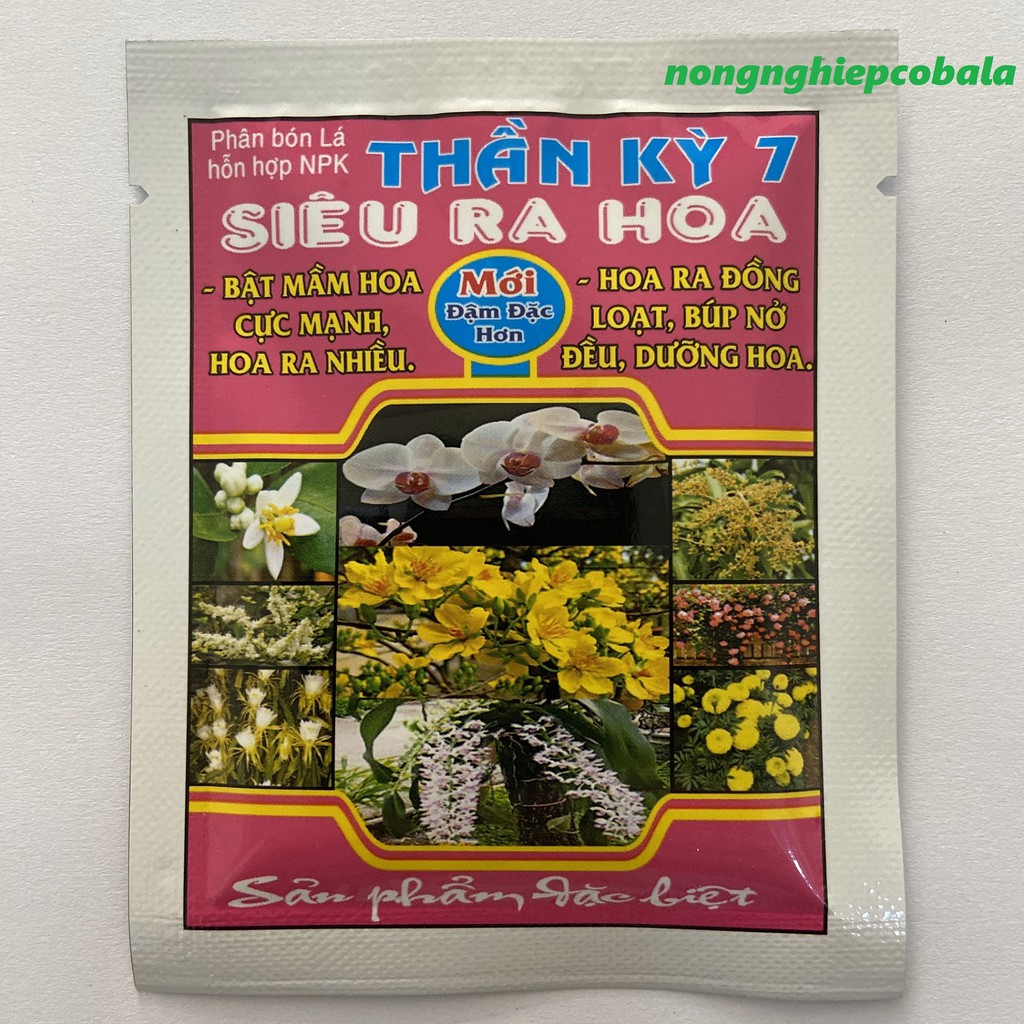 nongnghiepcobala
Phân bón Lá
hỗn hợp NPK
THẦN KỲ 7
SIÊU RA HOA
- BẬT MẦM HOA
CỰC MẠNH,
HOA RA NHIỀU.
Mới
Đậm Đặc
Hơn
- HOA RA ĐỒNG
LOẠT, BÚP NỞ
ĐỀU, DƯỠNG HOA.
Sản phẩm đặc biệt